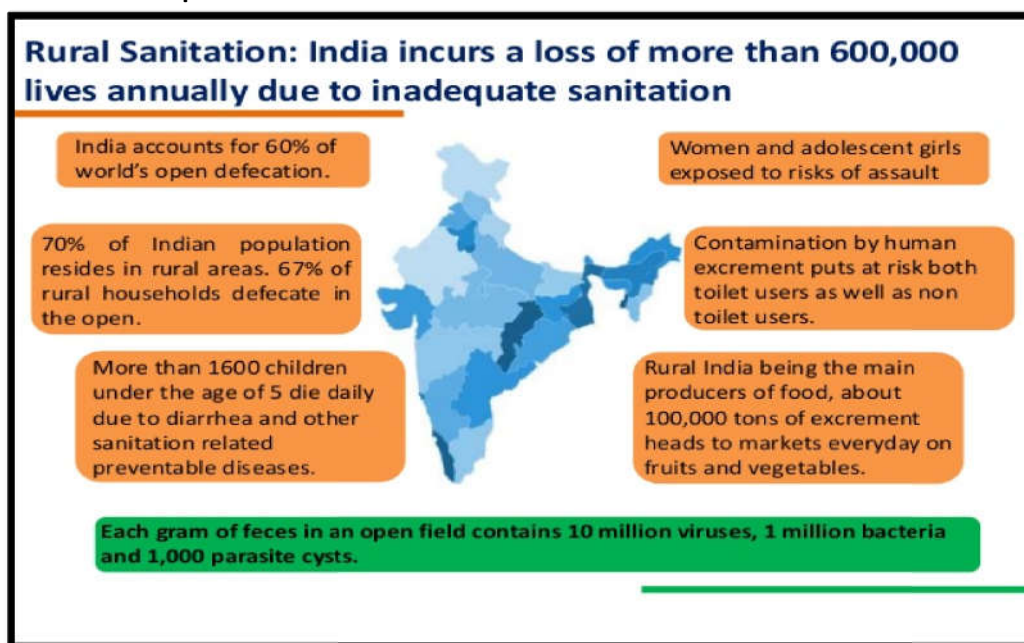 Rural Sanitation: India incurs a loss of more than 600,000
lives annually due to inadequate sanitation
India accounts for 60% of
world's open defecation.
70% of Indian population
resides in rural areas. 67% of
rural households defecate in
the open.
More than 1600 children
under the age of 5 die daily
due to diarrhea and other
sanitation related
preventable diseases.
Women and adolescent girls
exposed to risks of assault
Contamination by human
excrement puts at risk both
toilet users as well as non
toilet users.
Rural India being the main
producers of food, about
100,000 tons of excrement
heads to markets everyday on
fruits and vegetables.
Each gram of feces in an open field contains 10 million viruses, 1 million bacteria
and 1,000 parasite cysts.